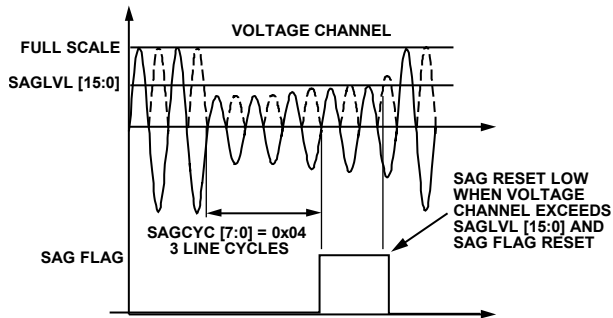 VOLTAGE CHANNEL
FULL SCALE
SAGLVL [15:0]
SAG RESET LOW
WHEN VOLTAGE
CHANNEL EXCEEDS
SAGLVL [15:0] AND
SAG FLAG RESET
SAGCYC [7:0] = 0x04
3 LINE CYCLES
SAG FLAG